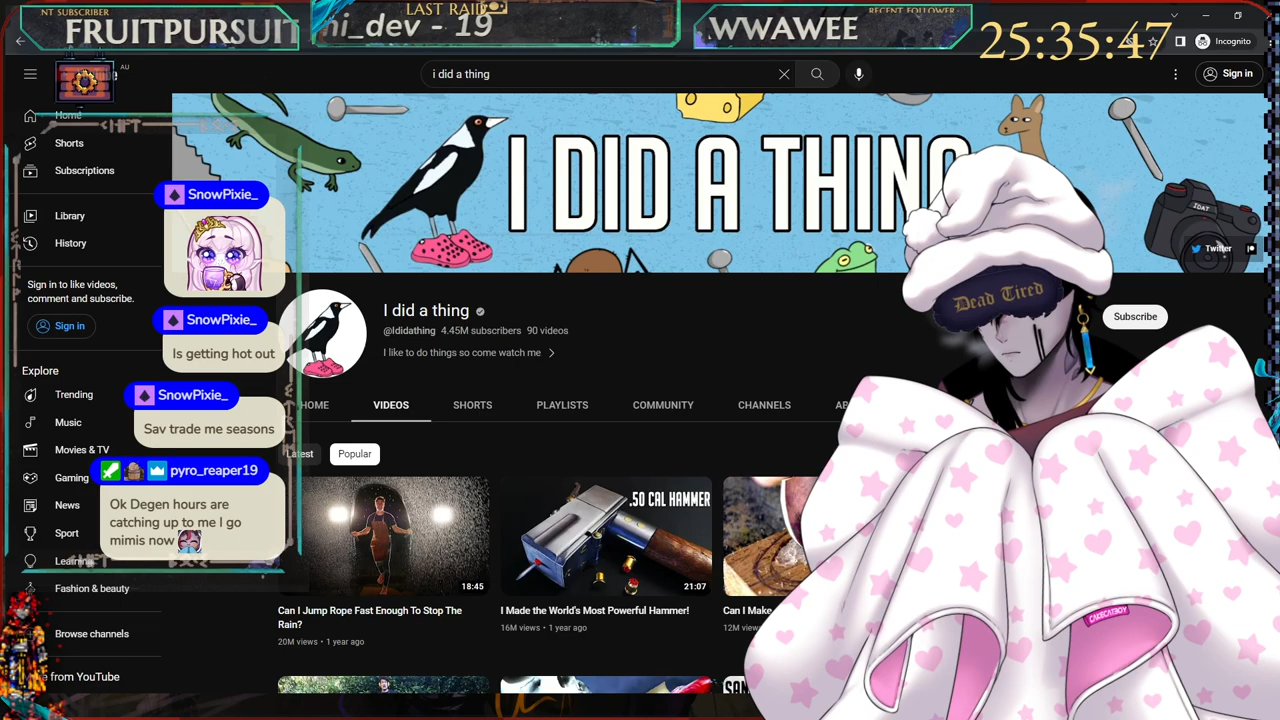 NT SUBSCRIBER
FRUITPURSUIT
LAST RAID
ni_dev - 19
RECENT FOLLOWER
WWAWEE
25:35:47
Incognito
AU
i did a thing
Sign in
Home
Shorts
Subscriptions
Library
History
Sign in to like videos,
comment and subscribe.
Sign in
Explore
Trending
Music
Movies & TV
Gaming
News
Sport
Learning
Fashion & beauty
Browse channels
e from YouTube
SnowPixie_
SnowPixie_
Is getting hot out
SnowPixie_
Sav trade me seasons
pyro_reaper19
Ok Degen hours are
catching up to me I go
mimis now
I DID A THING
IDAT
Twitter
I did a thing
@Ididathing 4.45M subscribers 90 videos
I like to do things so come watch me
Subscribe
HOME
VIDEOS
SHORTS
PLAYLISTS
COMMUNITY
CHANNELS
AB
Latest
Popular
18:45
Can I Jump Rope Fast Enough To Stop The
Rain?
20M views • 1 year ago
.50 CAL HAMMER
21:07
I Made the World's Most Powerful Hammer!
16M views • 1 year ago
Can I Make
12M view
Dead Tired
CAKECATBOY